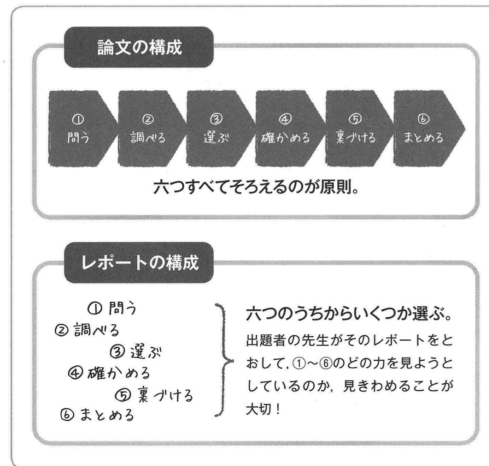 論文の構成
① 問う
② 調べる
③ 選ぶ
④ 確かめる
⑤ 裏づける
⑥ まとめる
六つすべてそろえるのが原則。
レポートの構成
① 問う
② 調べる
③ 選ぶ
④ 確かめる
⑤ 裏づける
⑥ まとめる
六つのうちからいくつか選ぶ。
出題者の先生がそのレポートをと
おして，①～⑥のどの力を見ようと
しているのか，見きわめることが
大切！